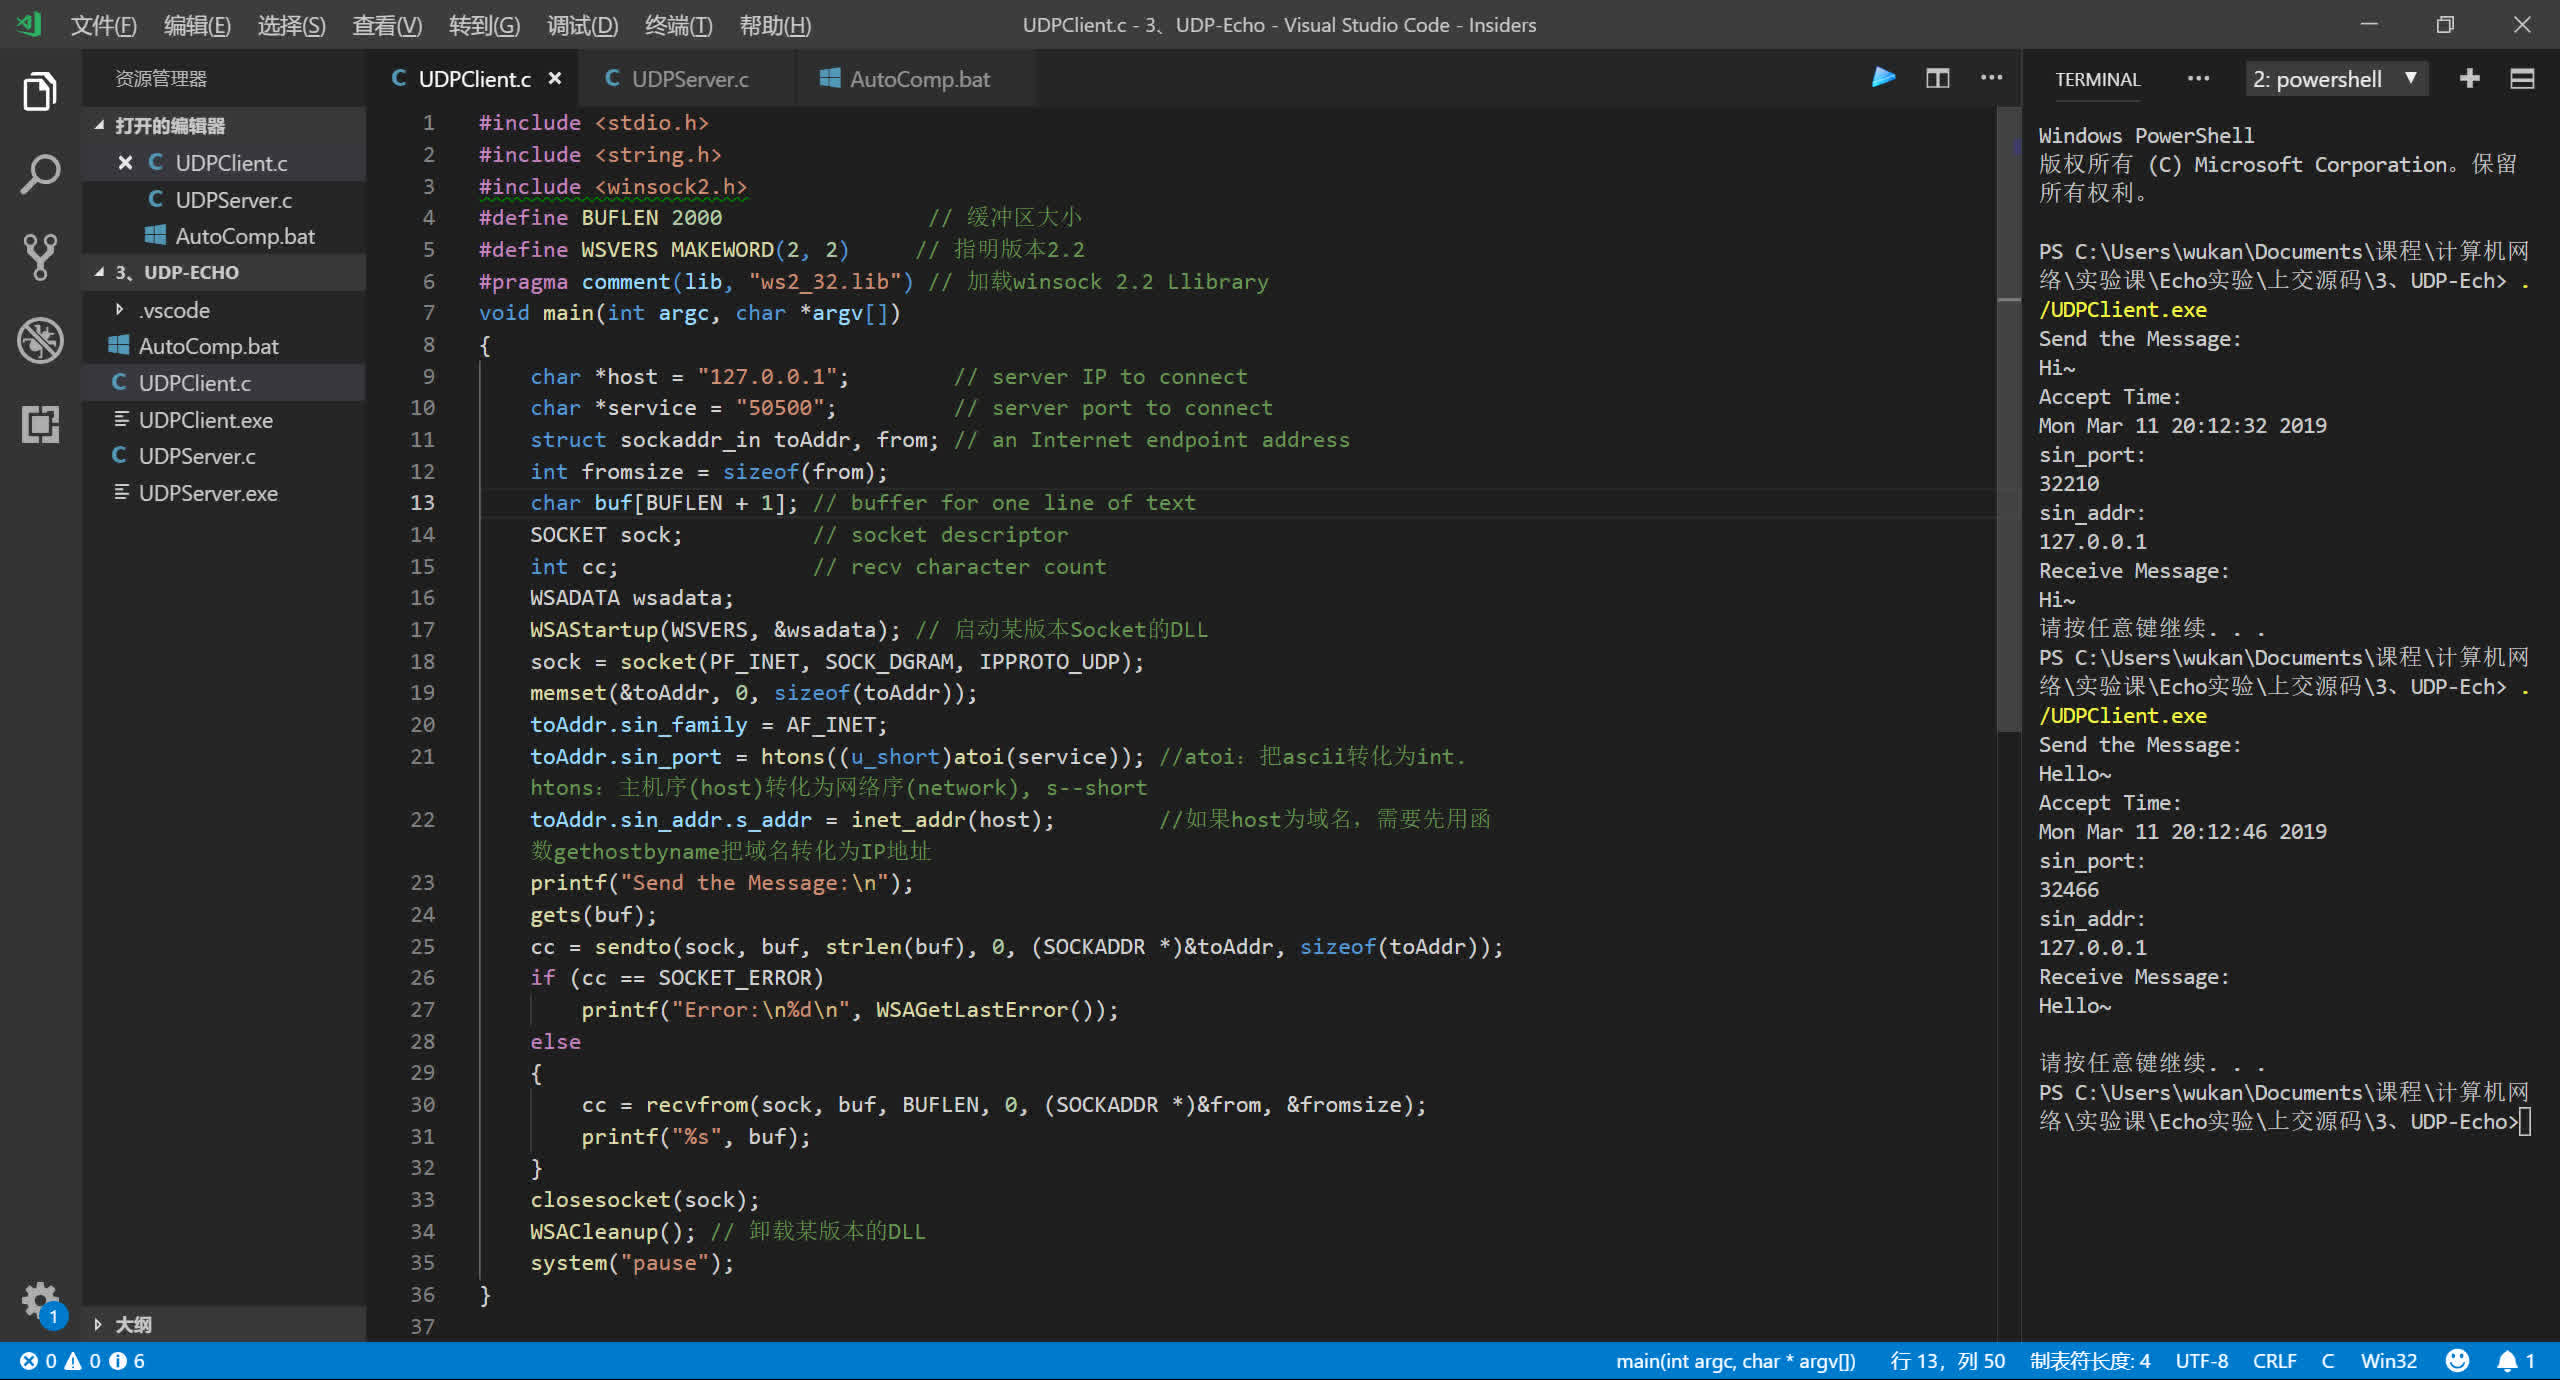 文件(F) 编辑(E) 选择(S) 查看(V) 转到(G) 调试(D) 终端(T) 帮助(H) UDPClient.c - 3、UDP-Echo - Visual Studio Code - Insiders
资源管理器
打开的编辑器
UDPClient.c
UDPServer.c
AutoComp.bat
3、UDP-ECHO
.vscode
AutoComp.bat
UDPClient.c
UDPClient.exe
UDPServer.c
UDPServer.exe
大纲
1
UDPClient.c UDPServer.c AutoComp.bat
1 #include <stdio.h>
2 #include <string.h>
3 #include <winsock2.h>
4 #define BUFLEN 2000 // 缓冲区大小
5 #define WSVERS MAKEWORD(2, 2) // 指明版本2.2
6 #pragma comment(lib, "ws2_32.lib") // 加载winsock 2.2 Llibrary
7 void main(int argc, char *argv[])
8 {
9 char *host = "127.0.0.1"; // server IP to connect
10 char *service = "50500"; // server port to connect
11 struct sockaddr_in toAddr, from; // an Internet endpoint address
12 int fromsize = sizeof(from);
13 char buf[BUFLEN + 1]; // buffer for one line of text
14 SOCKET sock; // socket descriptor
15 int cc; // recv character count
16 WSADATA wsadata;
17 WSAStartup(WSVERS, &wsadata); // 启动某版本Socket的DLL
18 sock = socket(PF_INET, SOCK_DGRAM, IPPROTO_UDP);
19 memset(&toAddr, 0, sizeof(toAddr));
20 toAddr.sin_family = AF_INET;
21 toAddr.sin_port = htons((u_short)atoi(service)); //atoi：把ascii转化为int.
htons：主机序(host)转化为网络序(network), s--short
22 toAddr.sin_addr.s_addr = inet_addr(host); //如果host为域名，需要先用函
数gethostbyname把域名转化为IP地址
23 printf("Send the Message:\n");
24 gets(buf);
25 cc = sendto(sock, buf, strlen(buf), 0, (SOCKADDR *)&toAddr, sizeof(toAddr));
26 if (cc == SOCKET_ERROR)
27 printf("Error:\n%d\n", WSAGetLastError());
28 else
29 {
30 cc = recvfrom(sock, buf, BUFLEN, 0, (SOCKADDR *)&from, &fromsize);
31 printf("%s", buf);
32 }
33 closesocket(sock);
34 WSACleanup(); // 卸载某版本的DLL
35 system("pause");
36 }
37
TERMINAL 2: powershell
Windows PowerShell
版权所有 (C) Microsoft Corporation。保留
所有权利。
PS C:\Users\wukan\Documents\课程\计算机网
络\实验课\Echo实验\上交源码\3、UDP-Ech> .
/UDPClient.exe
Send the Message:
Hi~
Accept Time:
Mon Mar 11 20:12:32 2019
sin_port:
32210
sin_addr:
127.0.0.1
Receive Message:
Hi~
请按任意键继续. . .
PS C:\Users\wukan\Documents\课程\计算机网
络\实验课\Echo实验\上交源码\3、UDP-Ech> .
/UDPClient.exe
Send the Message:
Hello~
Accept Time:
Mon Mar 11 20:12:46 2019
sin_port:
32466
sin_addr:
127.0.0.1
Receive Message:
Hello~
请按任意键继续. . .
PS C:\Users\wukan\Documents\课程\计算机网
络\实验课\Echo实验\上交源码\3、UDP-Echo>
0 0 6 main(int argc, char * argv[]) 行 13，列 50 制表符长度: 4 UTF-8 CRLF C Win32 1